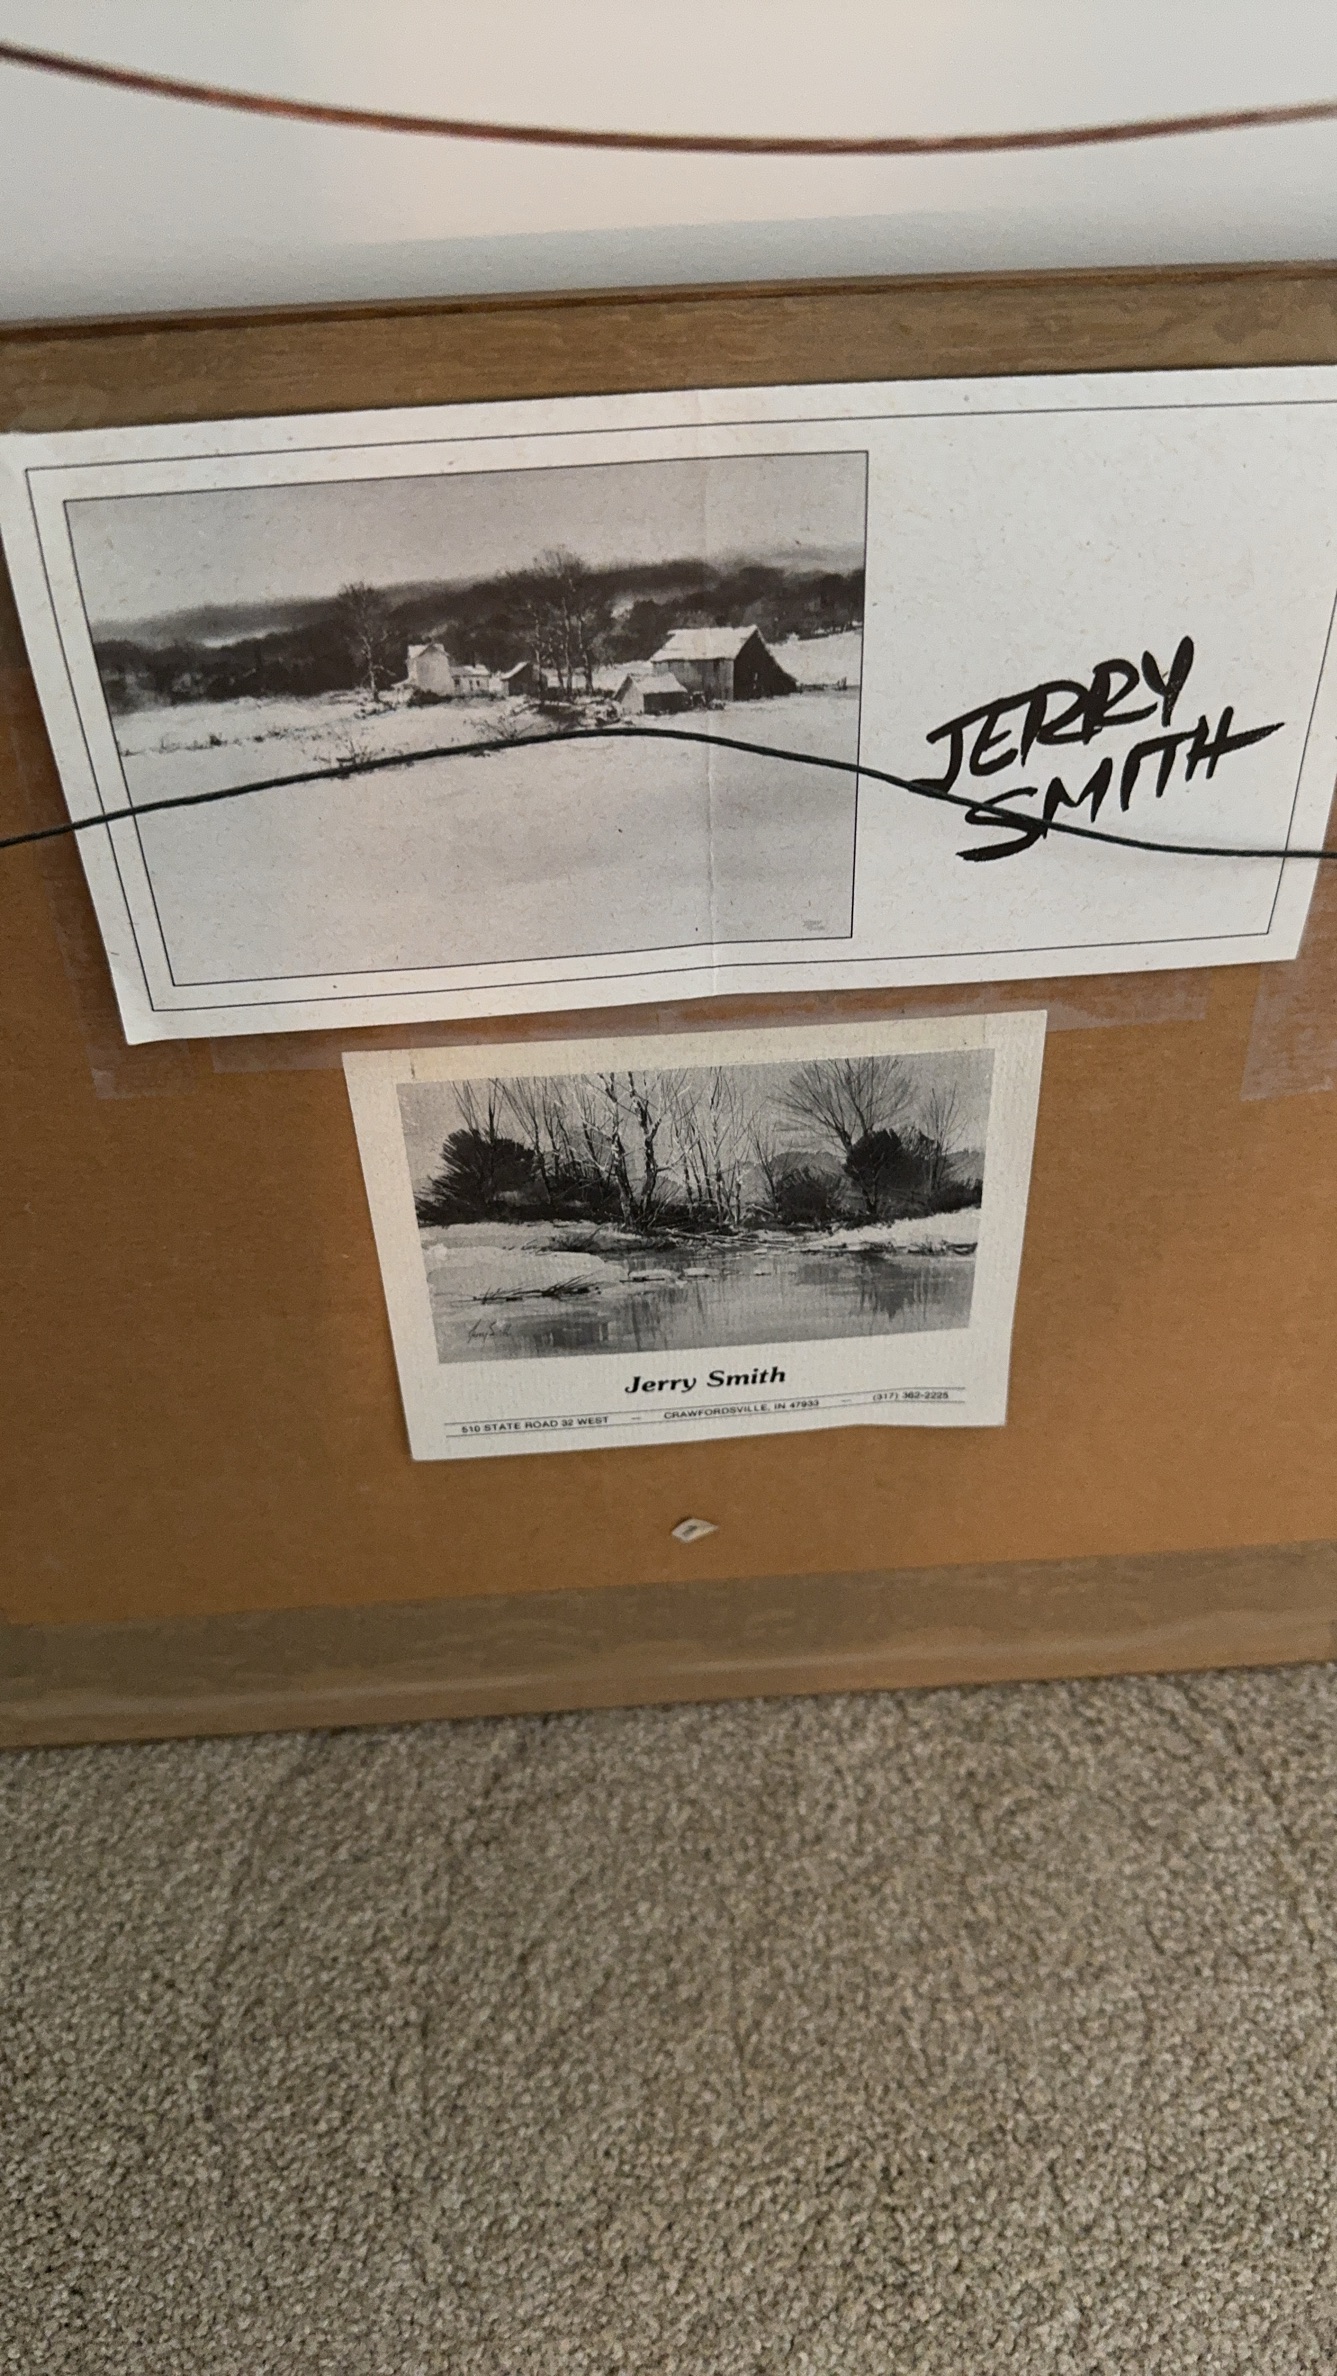 JERRY
SMITH
Jerry Smith
510 STATE ROAD 32 WEST — CRAWFORDSVILLE, IN 47933 — (317) 362-2225